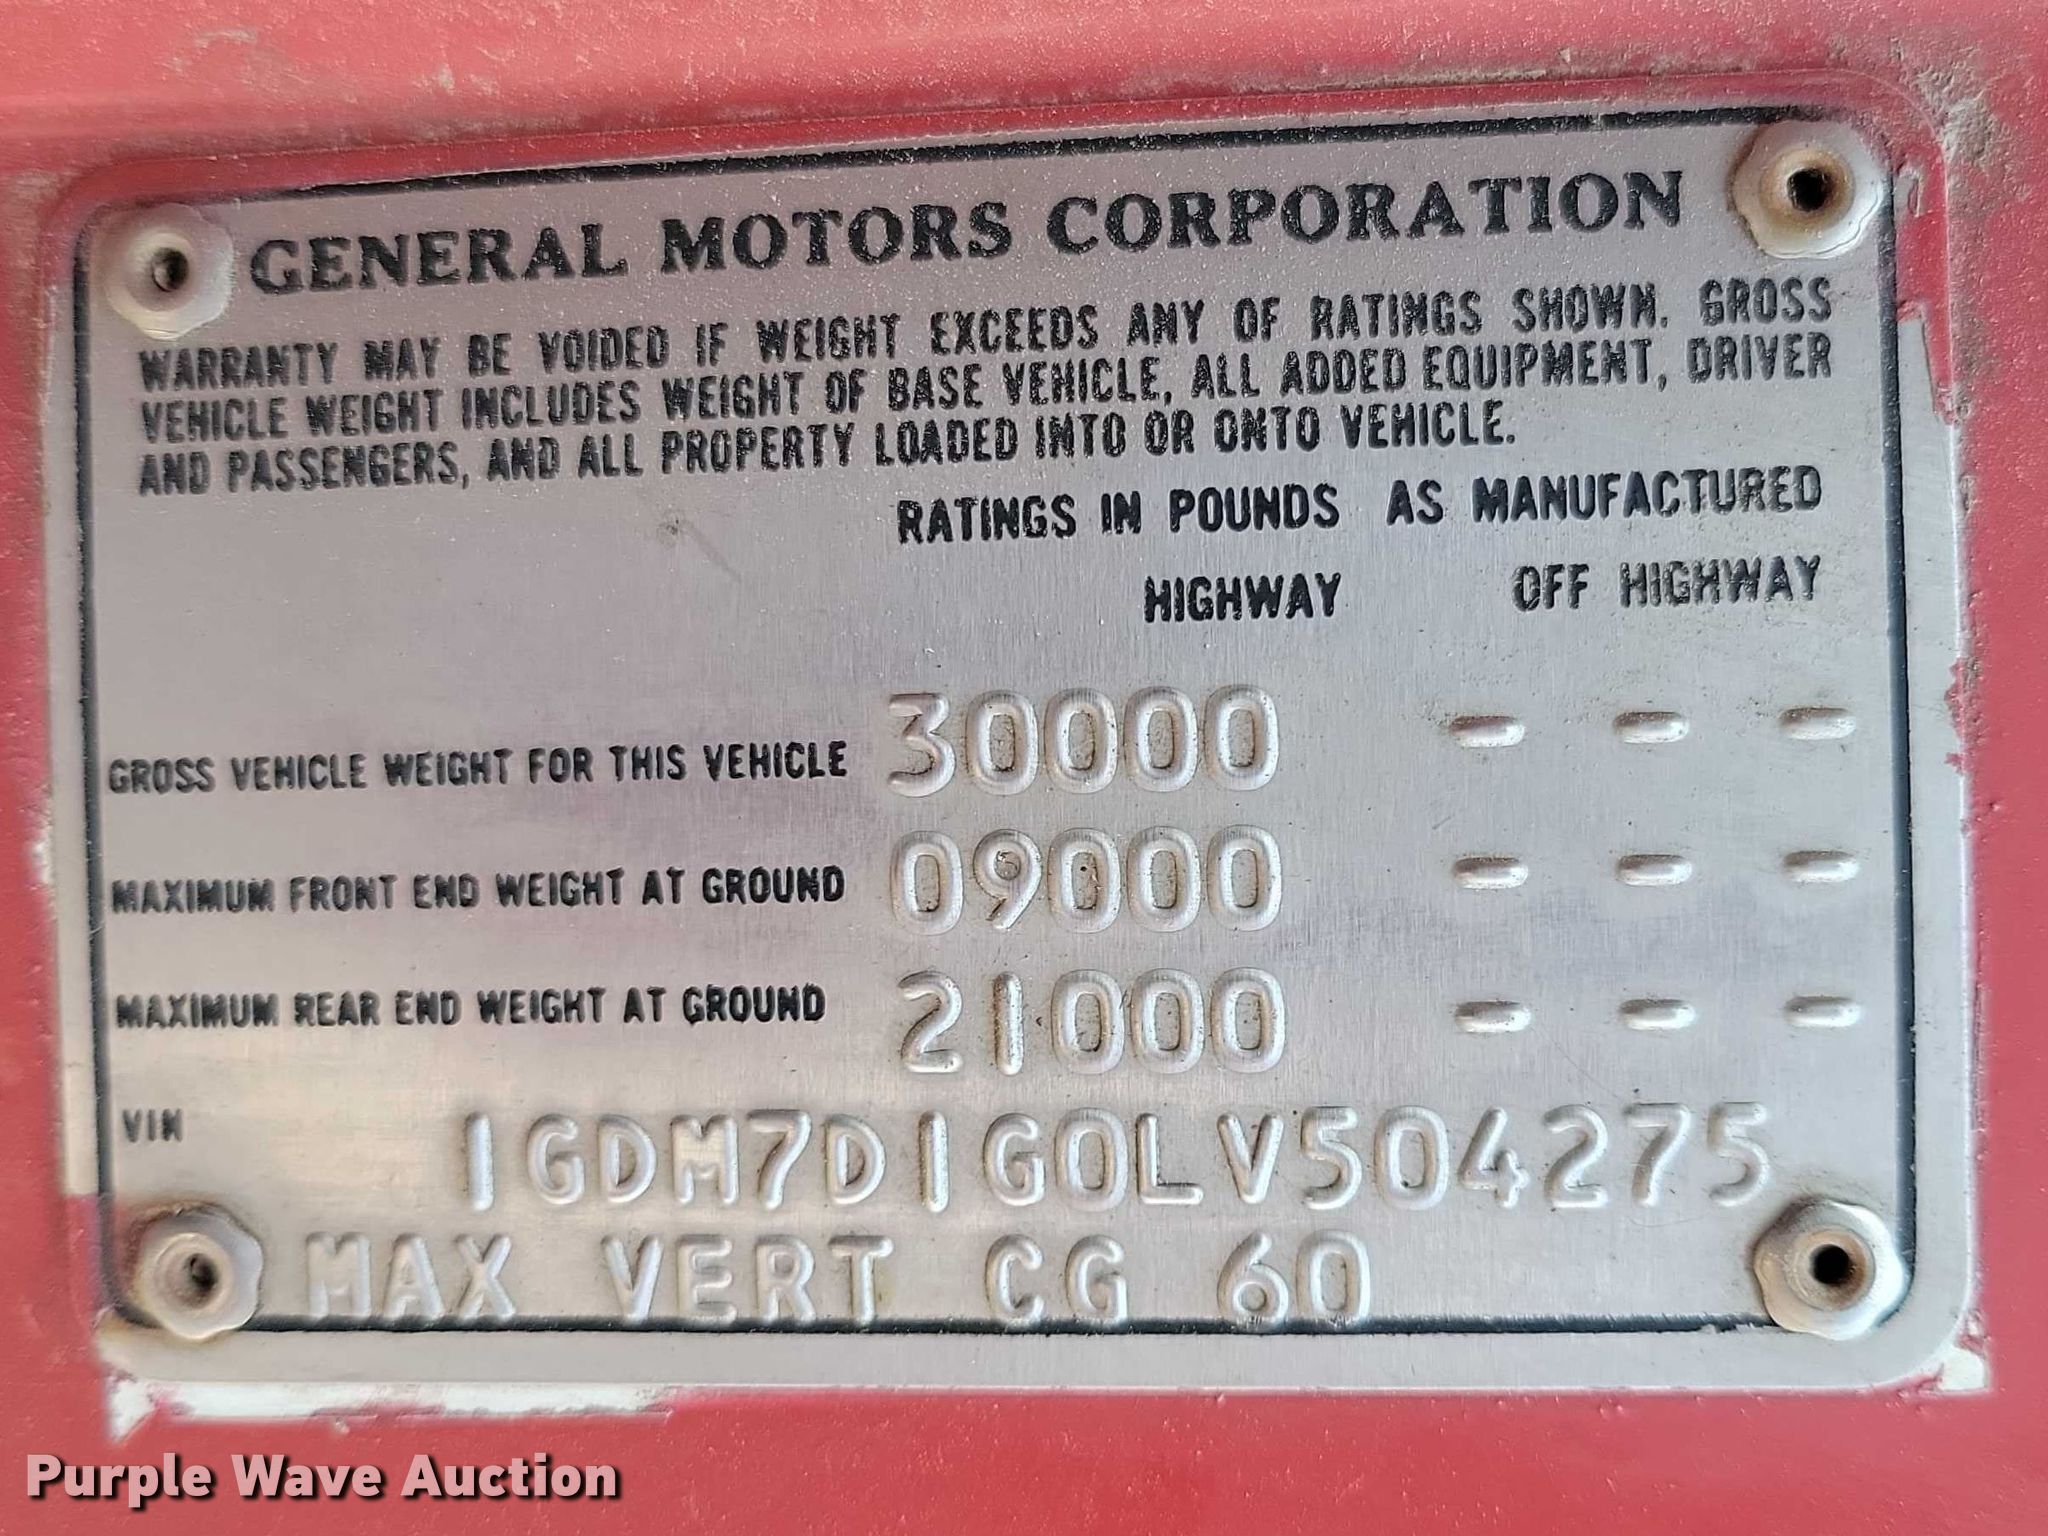 GENERAL MOTORS CORPORATION
WARRANTY MAY BE VOIDED IF WEIGHT EXCEEDS ANY OF RATINGS SHOWN. GROSS
VEHICLE WEIGHT INCLUDES WEIGHT OF BASE VEHICLE, ALL ADDED EQUIPMENT, DRIVER
AND PASSENGERS, AND ALL PROPERTY LOADED INTO OR ONTO VEHICLE.
RATINGS IN POUNDS AS MANUFACTURED
HIGHWAY OFF HIGHWAY
GROSS VEHICLE WEIGHT FOR THIS VEHICLE 30000 - - -
MAXIMUM FRONT END WEIGHT AT GROUND 09000 - - -
MAXIMUM REAR END WEIGHT AT GROUND 21000 - - -
VIN 1GDM7D1G0LV504275
MAX VERT CG 60
Purple Wave Auction